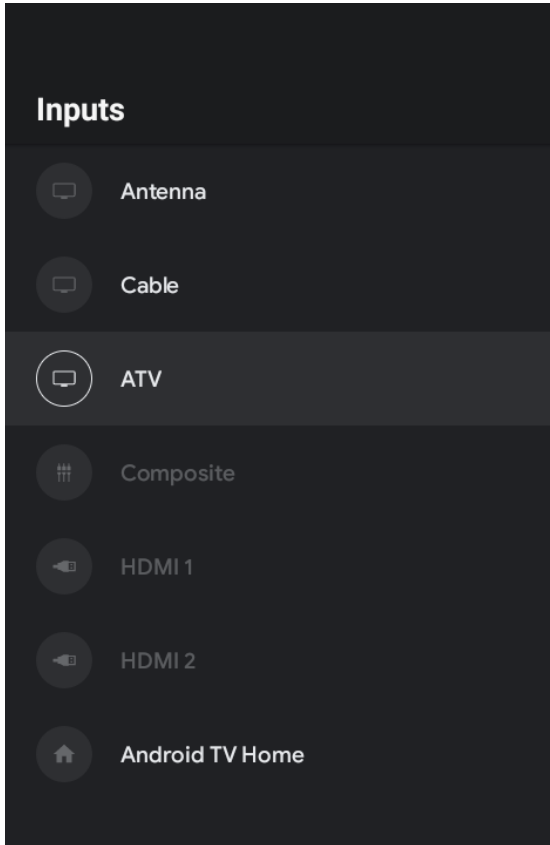 Inputs
Antenna
Cable
ATV
Composite
HDMI 1
HDMI 2
Android TV Home